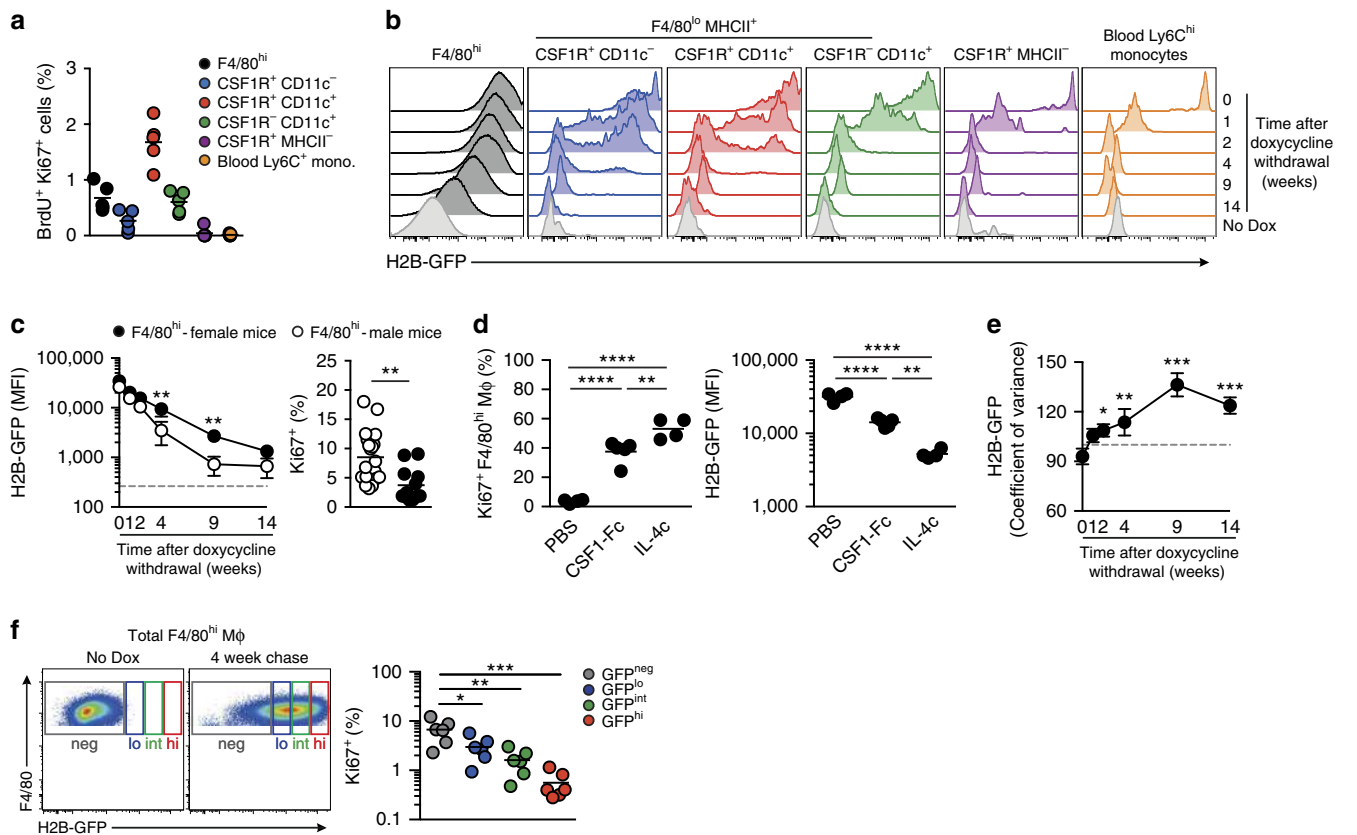 a
3
2
1
0
BrdU⁺ Ki67⁺ cells (%)
F4/80ʰⁱ
CSF1R⁺ CD11c⁻
CSF1R⁺ CD11c⁺
CSF1R⁻ CD11c⁺
CSF1R⁺ MHCII⁻
Blood Ly6C⁺ mono.
b
F4/80ˡᵒ MHCII⁺
F4/80ʰⁱ
CSF1R⁺ CD11c⁻
CSF1R⁺ CD11c⁺
CSF1R⁻ CD11c⁺
CSF1R⁺ MHCII⁻
Blood Ly6Cʰⁱ
monocytes
0
1
2
4
9
14
No Dox
Time after
doxycycline
withdrawal
(weeks)
H2B-GFP
c
F4/80ʰⁱ - female mice
F4/80ʰⁱ - male mice
H2B-GFP (MFI)
100,000
10,000
1,000
100
**
**
012 4 9 14
Time after doxycycline
withdrawal (weeks)
Ki67⁺ (%)
25
20
15
10
5
0
**
d
Ki67⁺ F4/80ʰⁱ Mϕ (%)
100
80
60
40
20
0
****
**** **
PBS
CSF1-Fc
IL-4c
H2B-GFP (MFI)
100,000
10,000
1,000
****
**** **
PBS
CSF1-Fc
IL-4c
e
H2B-GFP
(Coefficient of variance)
150
120
90
60
*
**
***
***
012 4 9 14
Time after doxycycline
withdrawal (weeks)
f
Total F4/80ʰⁱ Mϕ
No Dox
4 week chase
neg lo int hi
neg lo int hi
F4/80
H2B-GFP
Ki67⁺ (%)
100
10
1
0.1
***
**
*
GFPⁿᵉᵍ
GFPˡᵒ
GFPⁱⁿᵗ
GFPʰⁱ